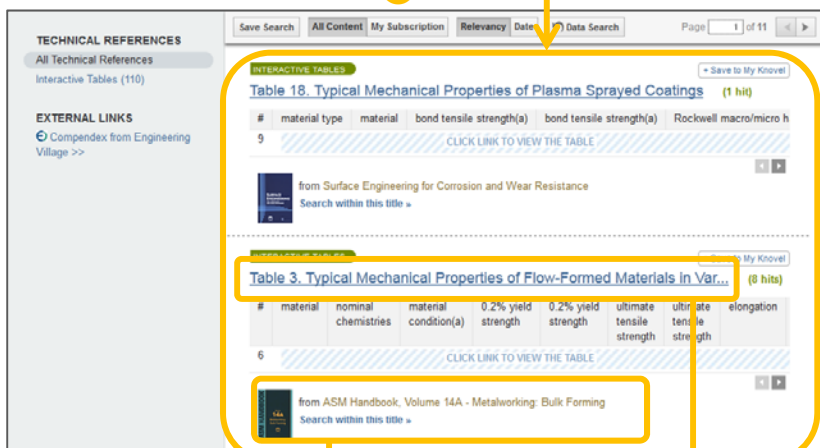 Save Search All Content My Subscription Relevancy Date Data Search Page 1 of 11
TECHNICAL REFERENCES
All Technical References
Interactive Tables (110)
EXTERNAL LINKS
Compendex from Engineering
Village >>
INTERACTIVE TABLES + Save to My Knovel
Table 18. Typical Mechanical Properties of Plasma Sprayed Coatings (1 hit)
# material type material bond tensile strength(a) bond tensile strength(a) Rockwell macro/micro h
9 CLICK LINK TO VIEW THE TABLE
from Surface Engineering for Corrosion and Wear Resistance
Search within this title »
INTERACTIVE TABLES + Save to My Knovel
Table 3. Typical Mechanical Properties of Flow-Formed Materials in Var... (8 hits)
# material nominal material 0.2% yield 0.2% yield ultimate ultimate elongation
chemistries condition(a) strength strength tensile tensile
strength strength
6 CLICK LINK TO VIEW THE TABLE
14A
from ASM Handbook, Volume 14A - Metalworking: Bulk Forming
Search within this title »